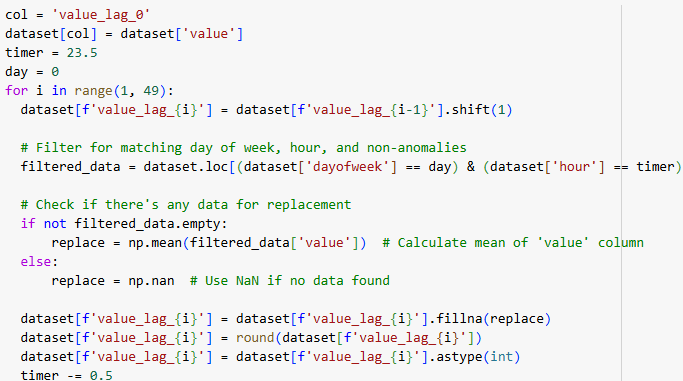 col = 'value_lag_0'
dataset[col] = dataset['value']
timer = 23.5
day = 0
for i in range(1, 49):
  dataset[f'value_lag_{i}'] = dataset[f'value_lag_{i-1}'].shift(1)

  # Filter for matching day of week, hour, and non-anomalies
  filtered_data = dataset.loc[(dataset['dayofweek'] == day) & (dataset['hour'] == timer)

  # Check if there's any data for replacement
  if not filtered_data.empty:
      replace = np.mean(filtered_data['value'])  # Calculate mean of 'value' column
  else:
      replace = np.nan  # Use NaN if no data found

  dataset[f'value_lag_{i}'] = dataset[f'value_lag_{i}'].fillna(replace)
  dataset[f'value_lag_{i}'] = round(dataset[f'value_lag_{i}'])
  dataset[f'value_lag_{i}'] = dataset[f'value_lag_{i}'].astype(int)
  timer -= 0.5